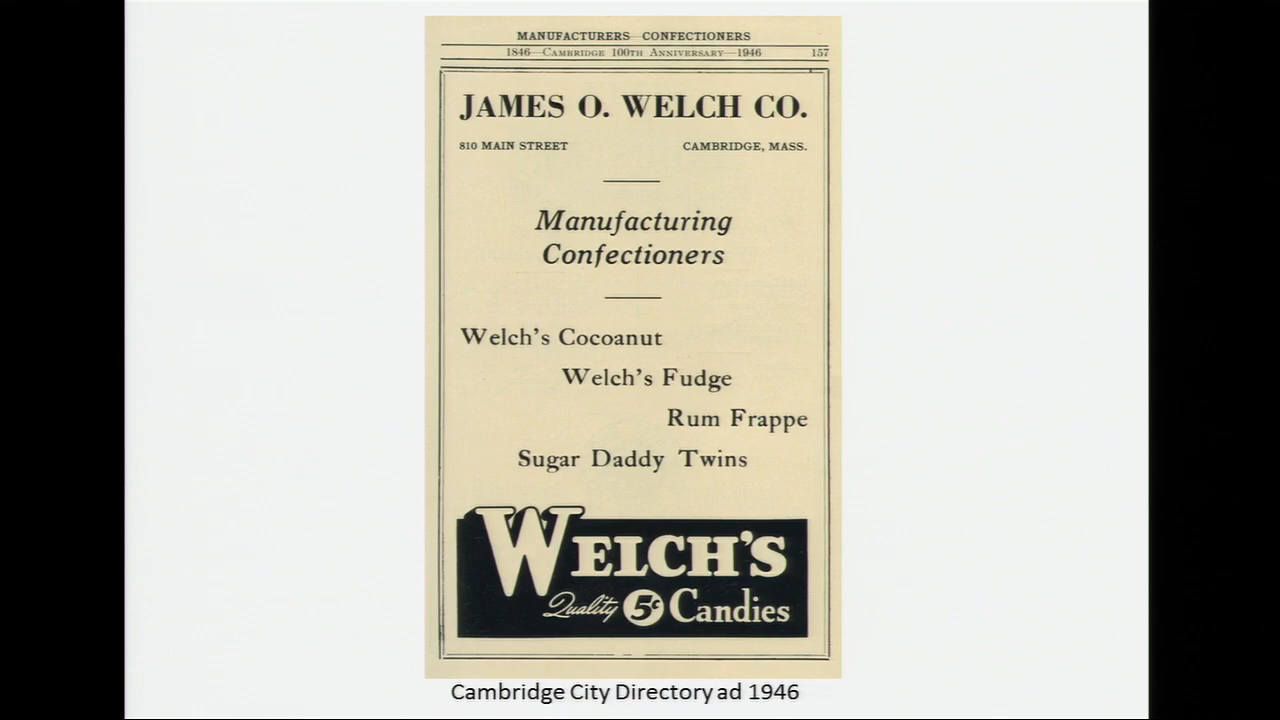 MANUFACTURERS—CONFECTIONERS
1846—CAMBRIDGE 100TH ANNIVERSARY—1946 157
JAMES O. WELCH CO.
810 MAIN STREET CAMBRIDGE, MASS.
Manufacturing
Confectioners
Welch's Cocoanut
Welch's Fudge
Rum Frappe
Sugar Daddy Twins
WELCH'S
Quality 5¢ Candies
Cambridge City Directory ad 1946